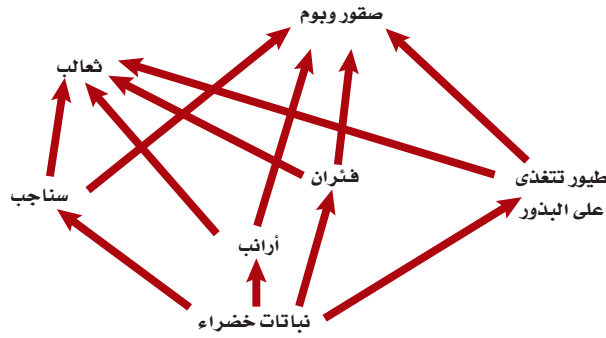 صقور وبوم
ثعالب
فئران
طيور تتغذى
على البذور
سناجب
أرانب
نباتات خضراء